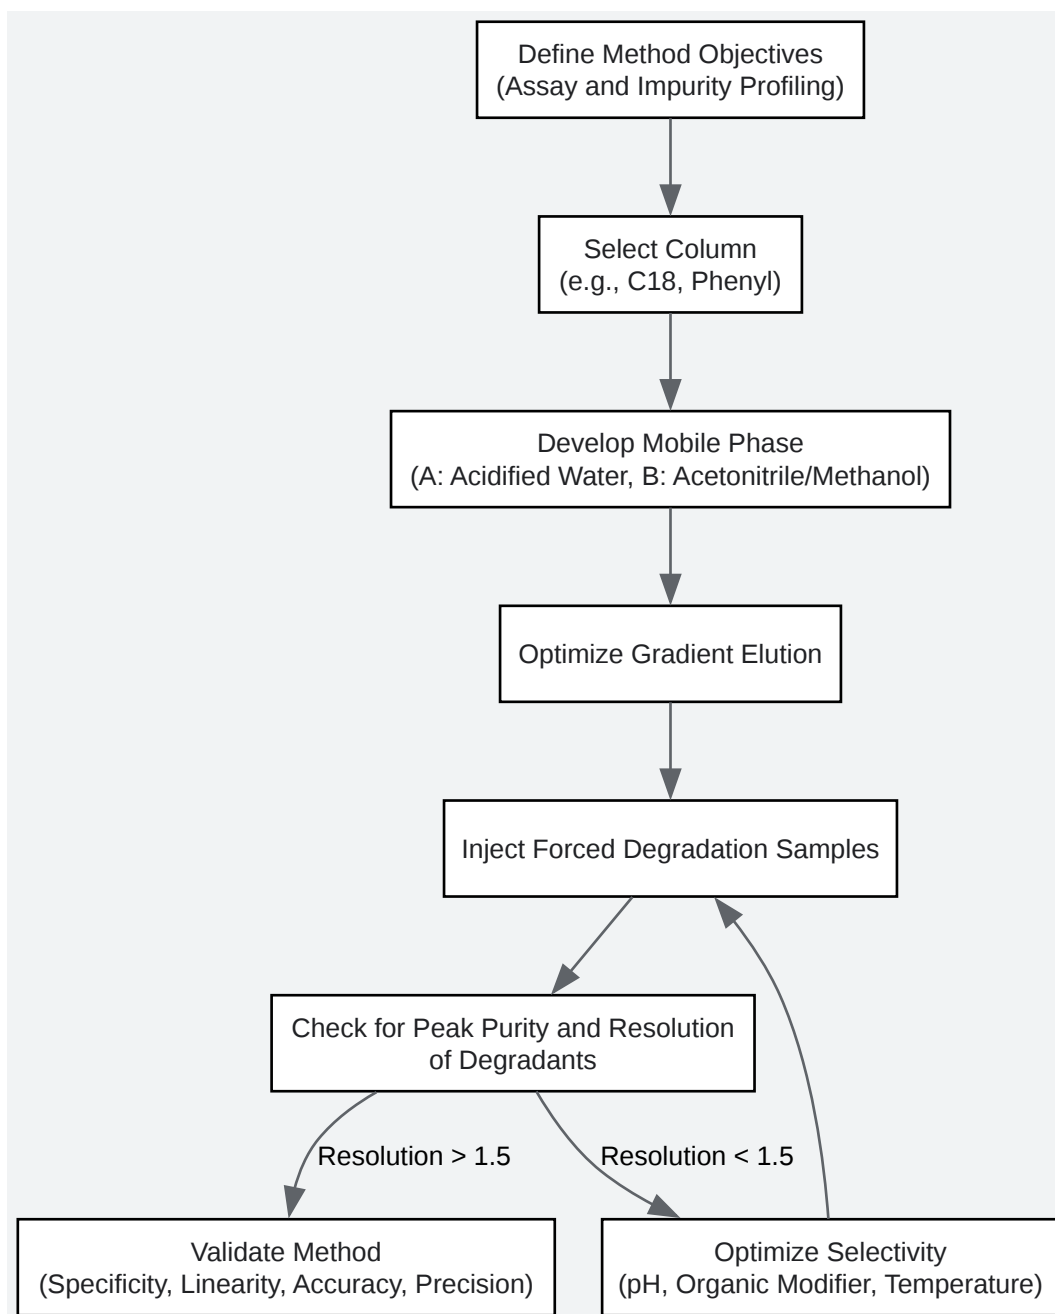 Define Method Objectives
(Assay and Impurity Profiling)
Select Column
(e.g., C18, Phenyl)
Develop Mobile Phase
(A: Acidified Water, B: Acetonitrile/Methanol)
Optimize Gradient Elution
Inject Forced Degradation Samples
Check for Peak Purity and Resolution
of Degradants
Resolution > 1.5
Resolution < 1.5
Validate Method
(Specificity, Linearity, Accuracy, Precision)
Optimize Selectivity
(pH, Organic Modifier, Temperature)